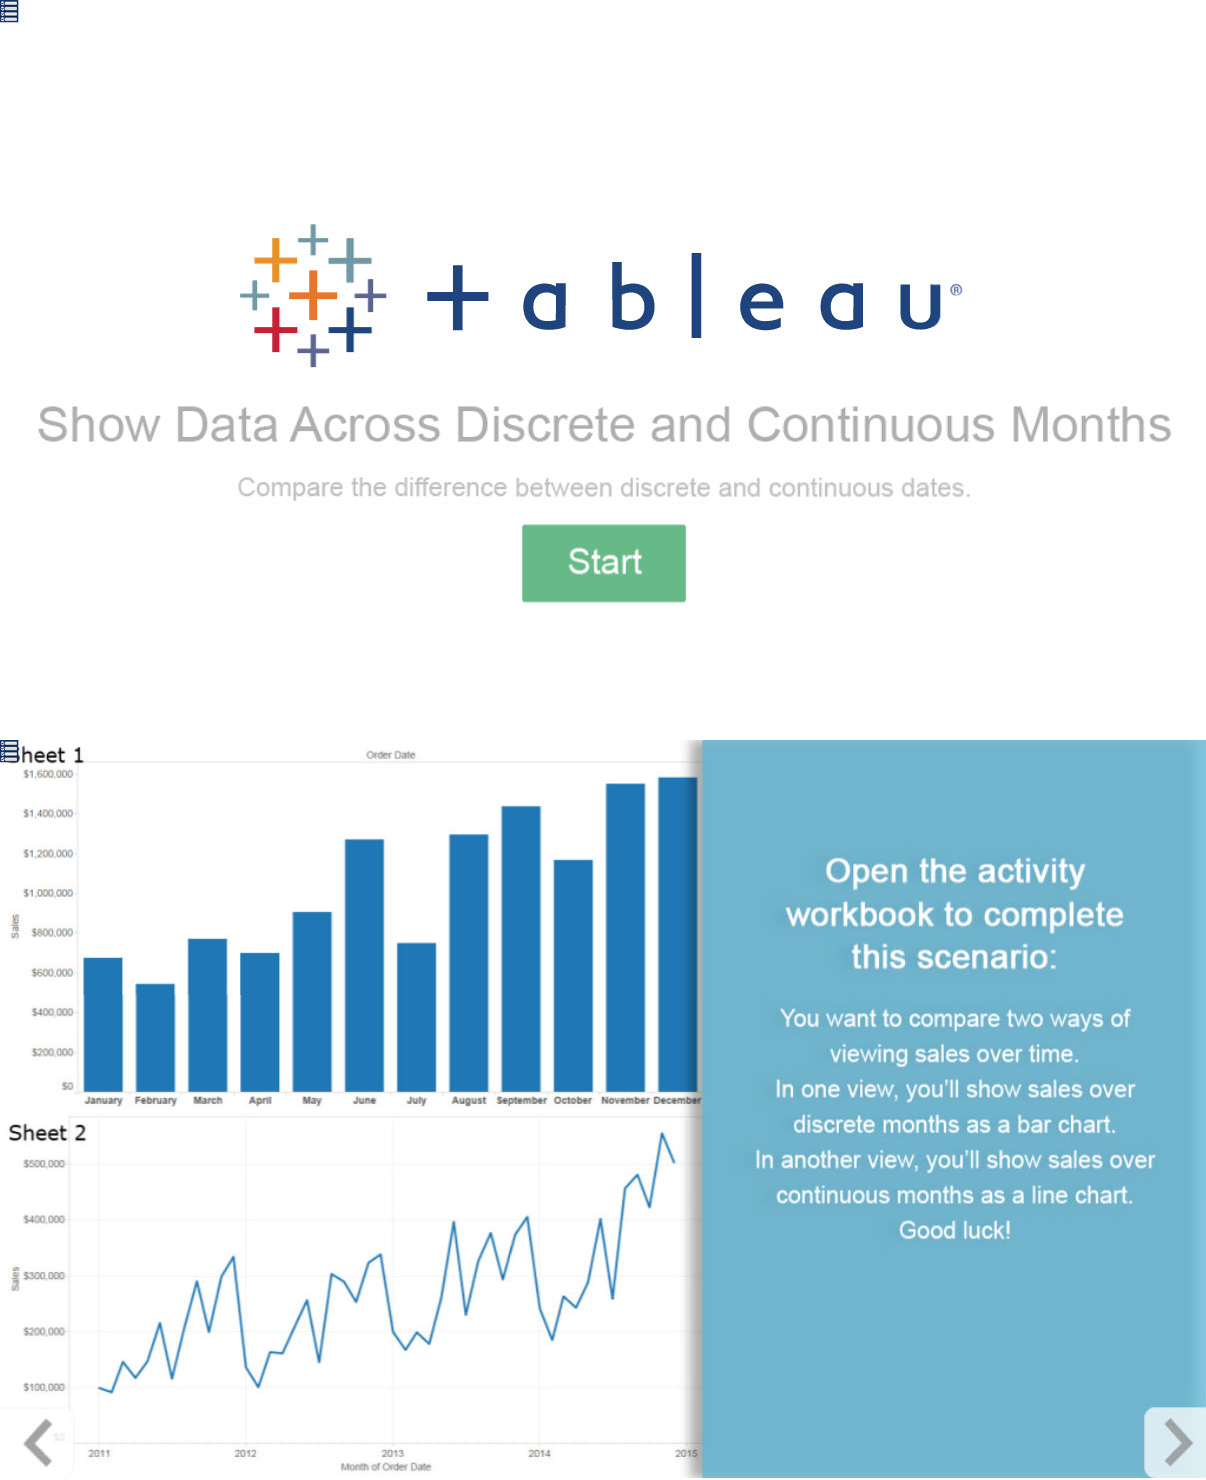 +ableau®
Show Data Across Discrete and Continuous Months
Compare the difference between discrete and continuous dates.
Start
Sheet 1
Order Date
$1,600,000
$1,400,000
$1,200,000
$1,000,000
$800,000
$600,000
$400,000
$200,000
$0
Sales
January February March April May June July August September October November December
Sheet 2
$500,000
$400,000
$300,000
$200,000
$100,000
$0
Sales
2011 2012 2013 2014 2015
Month of Order Date
Open the activity
workbook to complete
this scenario:
You want to compare two ways of
viewing sales over time.
In one view, you'll show sales over
discrete months as a bar chart.
In another view, you'll show sales over
continuous months as a line chart.
Good luck!